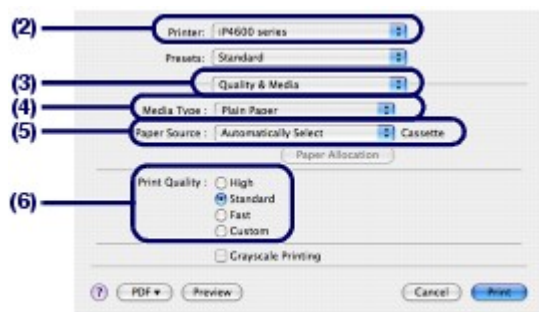 (2) Printer: iP4600 series
Presets: Standard
(3) Quality & Media
(4) Media Type : Plain Paper
(5) Paper Source : Automatically Select Cassette
Paper Allocation
(6) Print Quality : High
Standard
Fast
Custom
Grayscale Printing
? PDF ▾ Preview Cancel Print